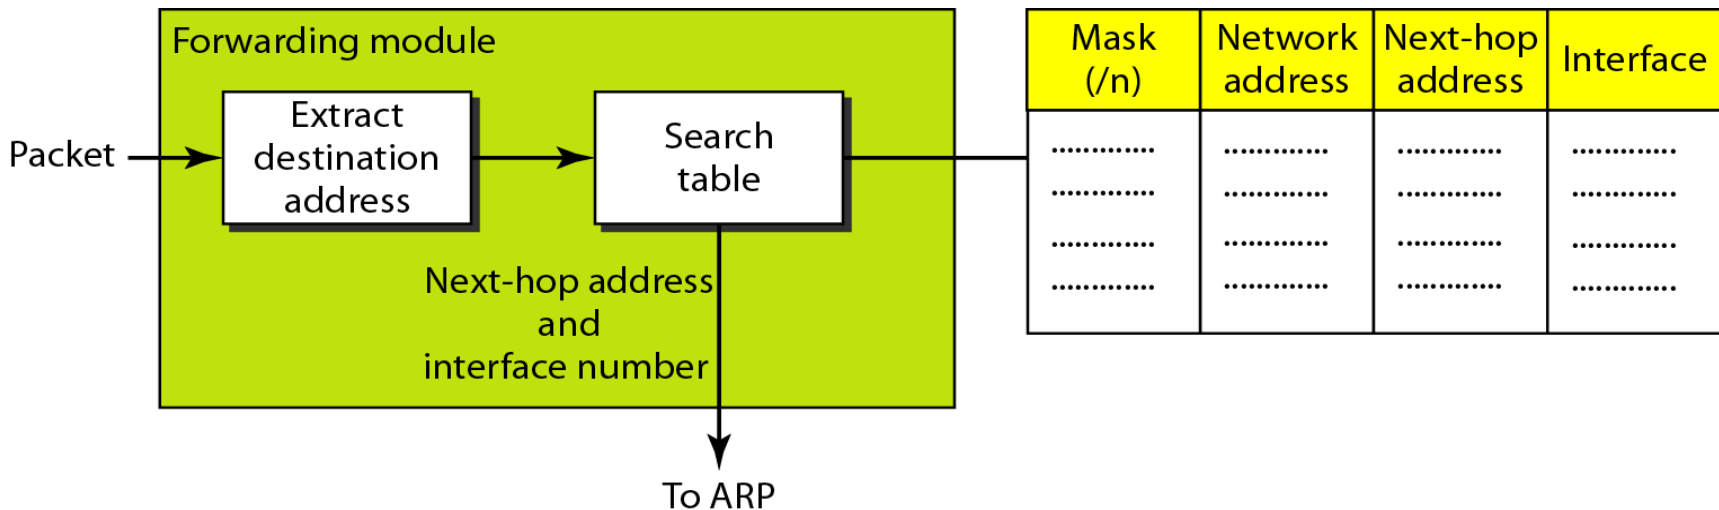 Forwarding module
Packet
Extract
destination
address
Search
table
Next-hop address
and
interface number
To ARP
Mask
(/n)
Network
address
Next-hop
address
Interface
............. ............. ............. .............
............. ............. ............. .............
............. ............. ............. .............
............. ............. ............. .............